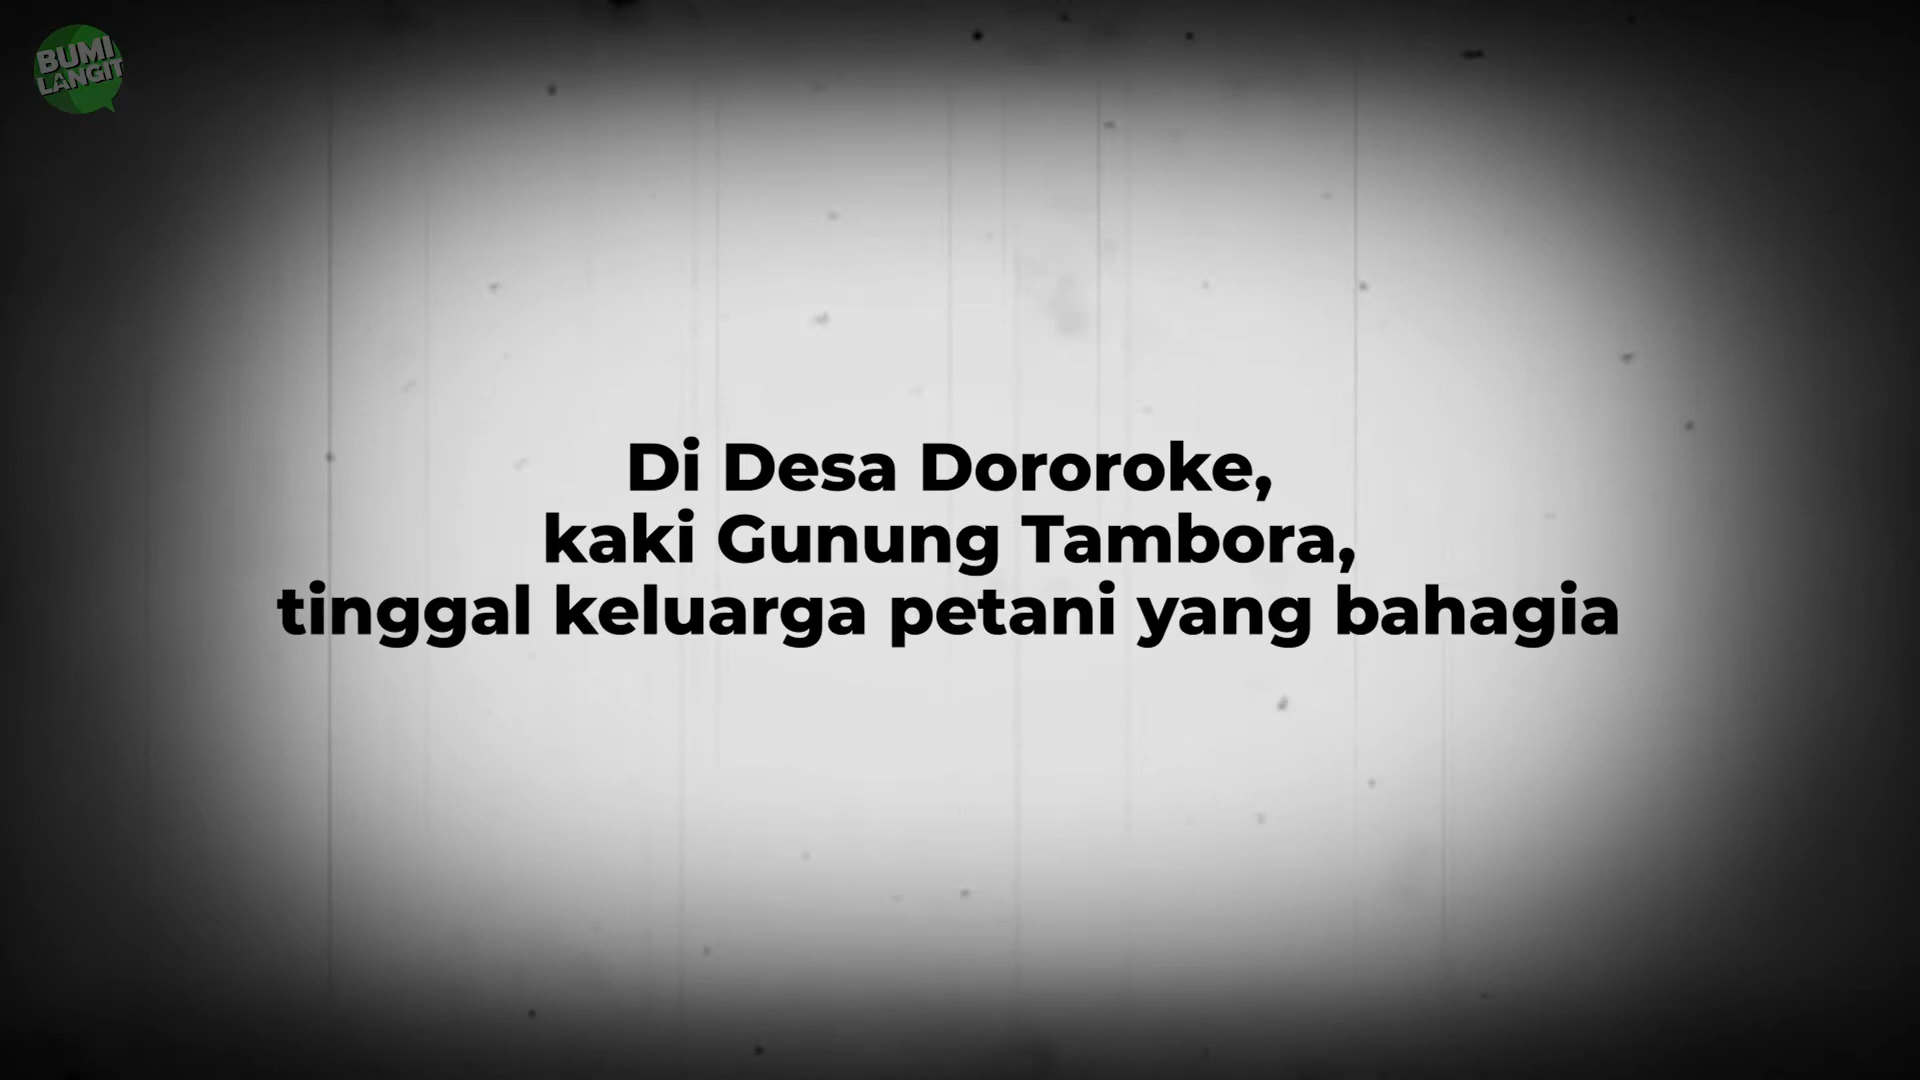 BUMI
LANGIT
Di Desa Dororoke,
kaki Gunung Tambora,
tinggal keluarga petani yang bahagia